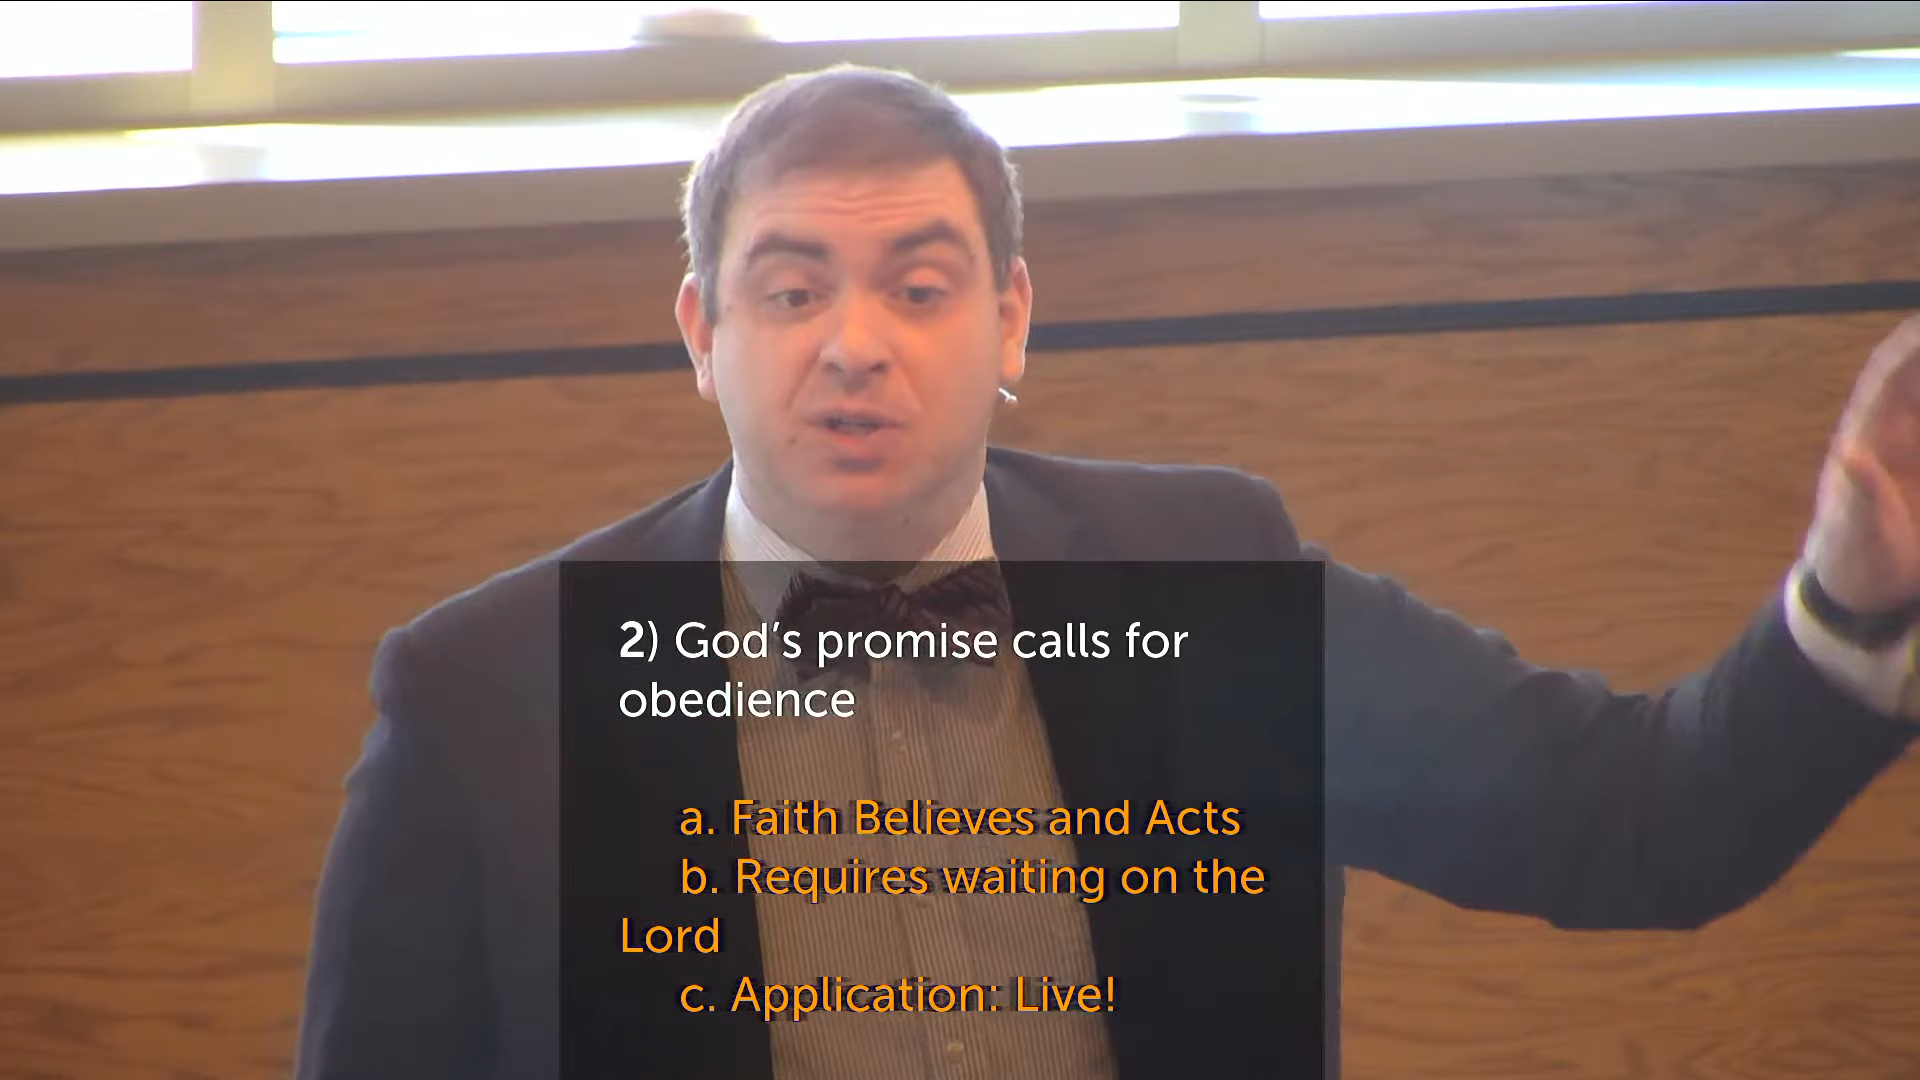 2) God's promise calls for
obedience
a. Faith Believes and Acts
b. Requires waiting on the
Lord
c. Application: Live!